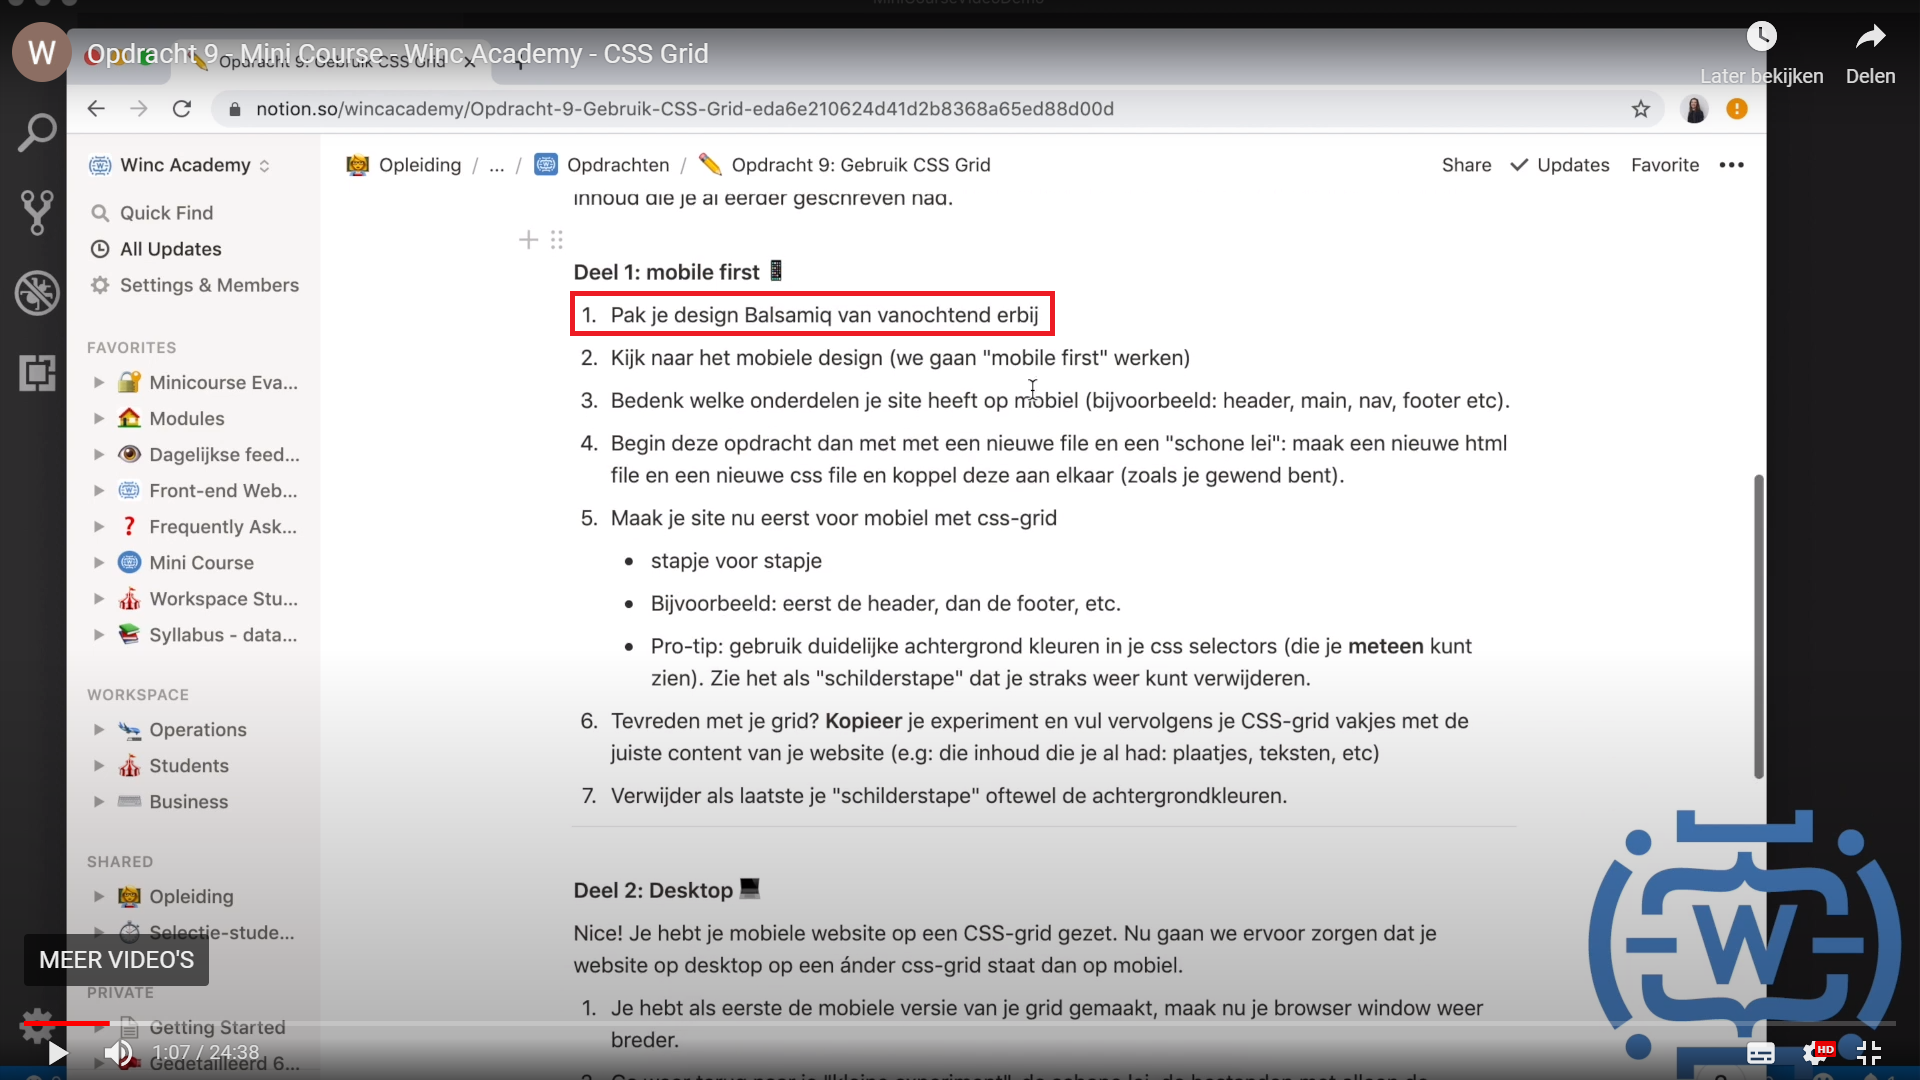 Opdracht 9 - Mini Course - Winc Academy - CSS Grid
W
Opdracht 9: Gebruik CSS Grid
Later bekijken
Delen
notion.so/wincacademy/Opdracht-9-Gebruik-CSS-Grid-eda6e210624d41d2b8368a65ed88d00d
Winc Academy
Opleiding / ... / Opdrachten / Opdracht 9: Gebruik CSS Grid
Share Updates Favorite
Quick Find
All Updates
Settings & Members
FAVORITES
Minicourse Eva...
Modules
Dagelijkse feed...
Front-end Web...
Frequently Ask...
Mini Course
Workspace Stu...
Syllabus - data...
WORKSPACE
Operations
Students
Business
SHARED
Opleiding
Selectie-stude...
MEER VIDEO'S
PRIVATE
Getting Started
Gedetailleerd 6...
1:07 / 24:38
inhoud die je al eerder geschreven had.
Deel 1: mobile first
1. Pak je design Balsamiq van vanochtend erbij
2. Kijk naar het mobiele design (we gaan "mobile first" werken)
3. Bedenk welke onderdelen je site heeft op mobiel (bijvoorbeeld: header, main, nav, footer etc).
4. Begin deze opdracht dan met met een nieuwe file en een "schone lei": maak een nieuwe html
file en een nieuwe css file en koppel deze aan elkaar (zoals je gewend bent).
5. Maak je site nu eerst voor mobiel met css-grid
• stapje voor stapje
• Bijvoorbeeld: eerst de header, dan de footer, etc.
• Pro-tip: gebruik duidelijke achtergrond kleuren in je css selectors (die je meteen kunt
zien). Zie het als "schilderstape" dat je straks weer kunt verwijderen.
6. Tevreden met je grid? Kopieer je experiment en vul vervolgens je CSS-grid vakjes met de
juiste content van je website (e.g: die inhoud die je al had: plaatjes, teksten, etc)
7. Verwijder als laatste je "schilderstape" oftewel de achtergrondkleuren.
Deel 2: Desktop
Nice! Je hebt je mobiele website op een CSS-grid gezet. Nu gaan we ervoor zorgen dat je
website op desktop op een ánder css-grid staat dan op mobiel.
1. Je hebt als eerste de mobiele versie van je grid gemaakt, maak nu je browser window weer
breder.
W
HD